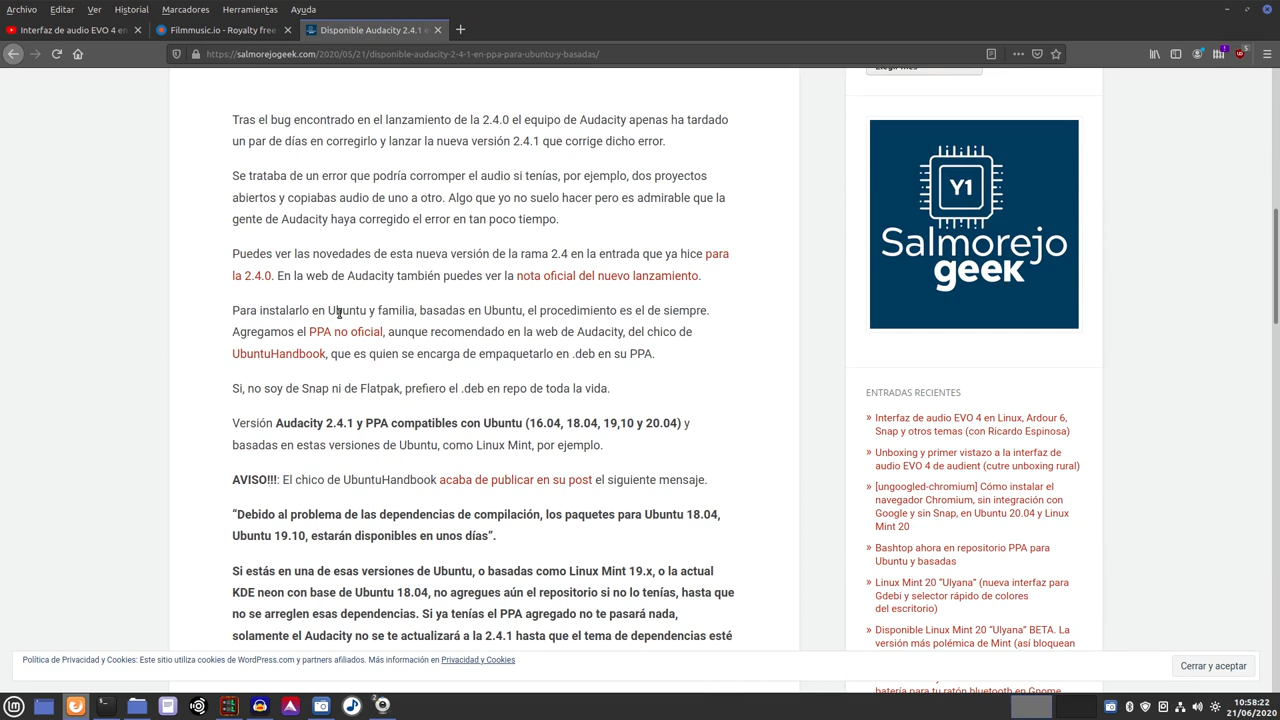 Archivo Editar Ver Historial Marcadores Herramientas Ayuda
Interfaz de audio EVO 4 en
Filmmusic.io - Royalty free
Disponible Audacity 2.4.1 e
https://salmorejogeek.com/2020/05/21/disponible-audacity-2-4-1-en-ppa-para-ubuntu-y-basadas/
Tras el bug encontrado en el lanzamiento de la 2.4.0 el equipo de Audacity apenas ha tardado
un par de días en corregirlo y lanzar la nueva versión 2.4.1 que corrige dicho error.
Se trataba de un error que podría corromper el audio si tenías, por ejemplo, dos proyectos
abiertos y copiabas audio de uno a otro. Algo que yo no suelo hacer pero es admirable que la
gente de Audacity haya corregido el error en tan poco tiempo.
Puedes ver las novedades de esta nueva versión de la rama 2.4 en la entrada que ya hice para
la 2.4.0. En la web de Audacity también puedes ver la nota oficial del nuevo lanzamiento.
Para instalarlo en Ubuntu y familia, basadas en Ubuntu, el procedimiento es el de siempre.
Agregamos el PPA no oficial, aunque recomendado en la web de Audacity, del chico de
UbuntuHandbook, que es quien se encarga de empaquetarlo en .deb en su PPA.
Si, no soy de Snap ni de Flatpak, prefiero el .deb en repo de toda la vida.
Versión Audacity 2.4.1 y PPA compatibles con Ubuntu (16.04, 18.04, 19,10 y 20.04) y
basadas en estas versiones de Ubuntu, como Linux Mint, por ejemplo.
AVISO!!!: El chico de UbuntuHandbook acaba de publicar en su post el siguiente mensaje.
“Debido al problema de las dependencias de compilación, los paquetes para Ubuntu 18.04,
Ubuntu 19.10, estarán disponibles en unos días”.
Si estás en una de esas versiones de Ubuntu, o basadas como Linux Mint 19.x, o la actual
KDE neon con base de Ubuntu 18.04, no agregues aún el repositorio si no lo tenías, hasta que
no se arreglen esas dependencias. Si ya tenías el PPA agregado no te pasará nada,
solamente el Audacity no se te actualizará a la 2.4.1 hasta que el tema de dependencias esté
Elegir mes
Y1
Salmorejo
geek
ENTRADAS RECIENTES
» Interfaz de audio EVO 4 en Linux, Ardour 6,
Snap y otros temas (con Ricardo Espinosa)
» Unboxing y primer vistazo a la interfaz de
audio EVO 4 de audient (cutre unboxing rural)
» [ungoogled-chromium] Cómo instalar el
navegador Chromium, sin integración con
Google y sin Snap, en Ubuntu 20.04 y Linux
Mint 20
» Bashtop ahora en repositorio PPA para
Ubuntu y basadas
» Linux Mint 20 “Ulyana” (nueva interfaz para
Gdebi y selector rápido de colores
del escritorio)
» Disponible Linux Mint 20 “Ulyana” BETA. La
versión más polémica de Mint (así bloquean
batería para tu ratón bluetooth en Gnome
Política de Privacidad y Cookies: Este sitio utiliza cookies de WordPress.com y partners afiliados. Más información en Privacidad y Cookies
Cerrar y aceptar
10:58:22
21/06/2020